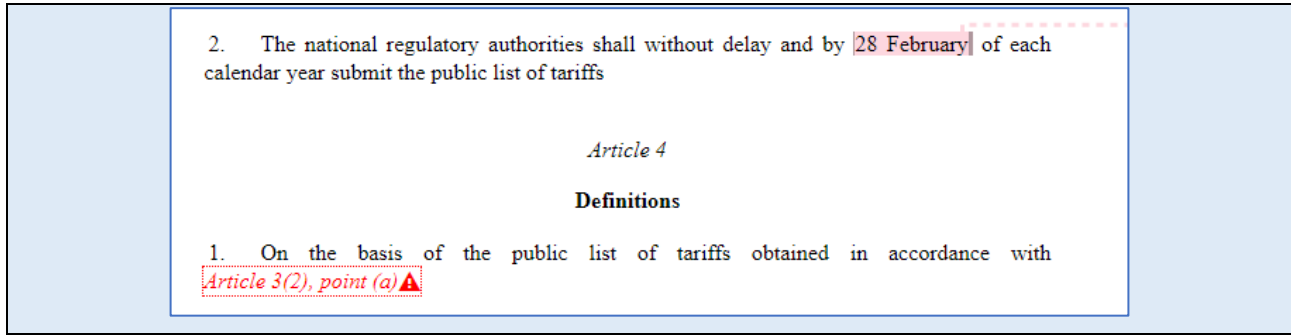 2. The national regulatory authorities shall without delay and by 28 February of each
calendar year submit the public list of tariffs
Article 4
Definitions
1. On the basis of the public list of tariffs obtained in accordance with
Article 3(2), point (a)